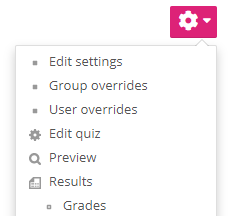 Edit settings
Group overrides
User overrides
Edit quiz
Preview
Results
Grades